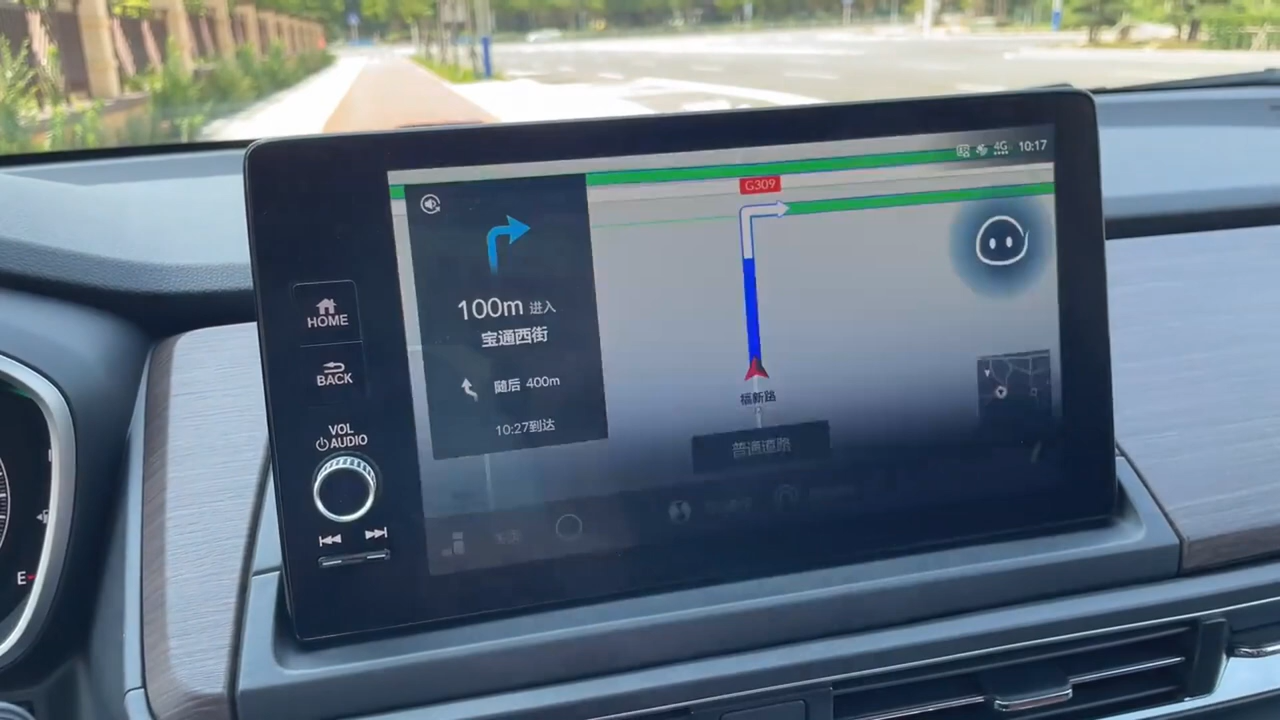 4G 10:17
G309
100m 进入
宝通西街
随后 400m
10:27到达
福新路
普通道路
HOME
BACK
VOL
AUDIO
E